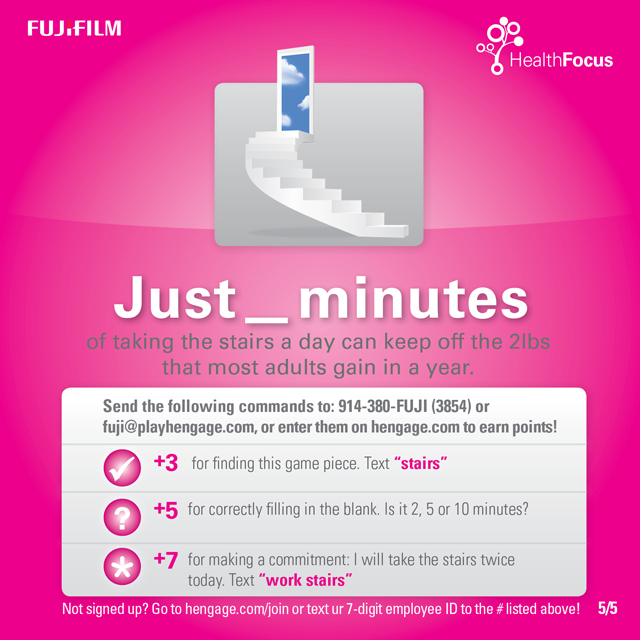 FUJIFILM
HealthFocus
Just _ minutes
of taking the stairs a day can keep off the 2lbs
that most adults gain in a year.
Send the following commands to: 914-380-FUJI (3854) or
fuji@playhengage.com, or enter them on hengage.com to earn points!
+3 for finding this game piece. Text “stairs”
?
+5 for correctly filling in the blank. Is it 2, 5 or 10 minutes?
*
+7 for making a commitment: I will take the stairs twice
today. Text “work stairs”
Not signed up? Go to hengage.com/join or text ur 7-digit employee ID to the # listed above! 5/5